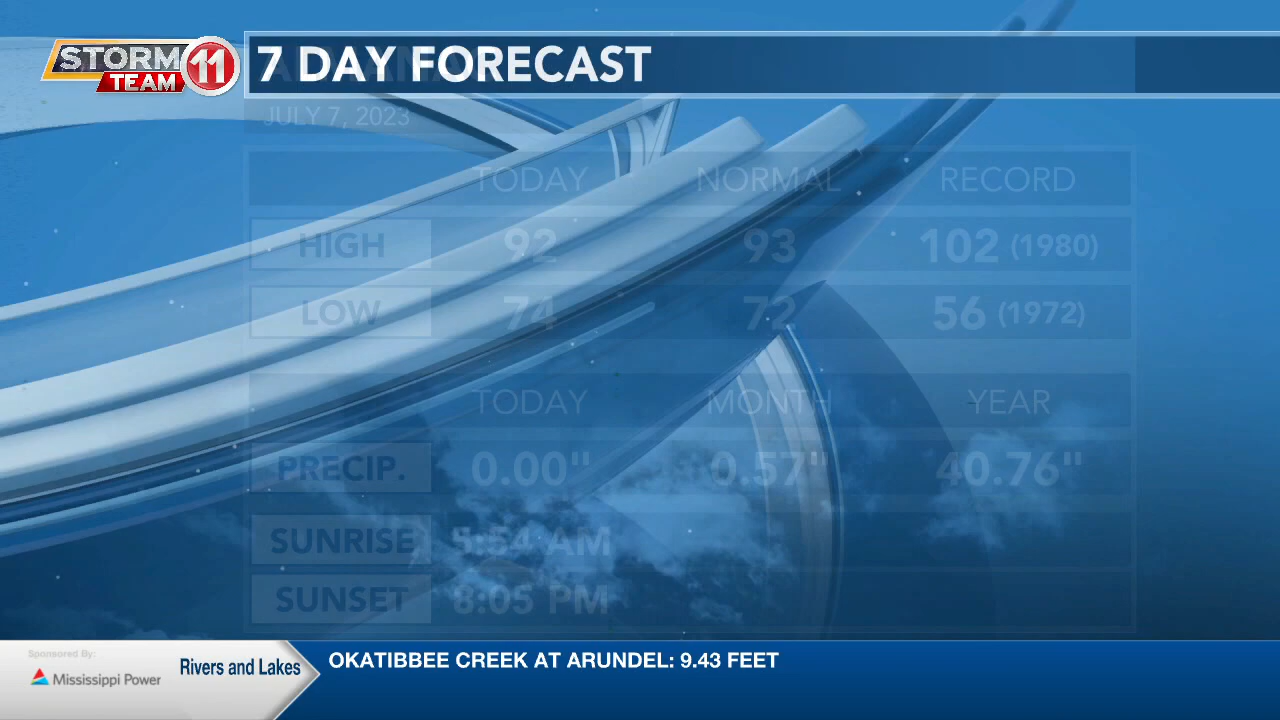 STORM TEAM 11
7 DAY FORECAST
JULY 7, 2023
TODAY NORMAL RECORD
HIGH 92 93 102 (1980)
LOW 74 72 56 (1972)
TODAY MONTH YEAR
PRECIP. 0.00" 0.57" 40.76"
SUNRISE 5:54 AM
SUNSET 8:05 PM
Sponsored By:
Mississippi Power
Rivers and Lakes
OKATIBBEE CREEK AT ARUNDEL: 9.43 FEET